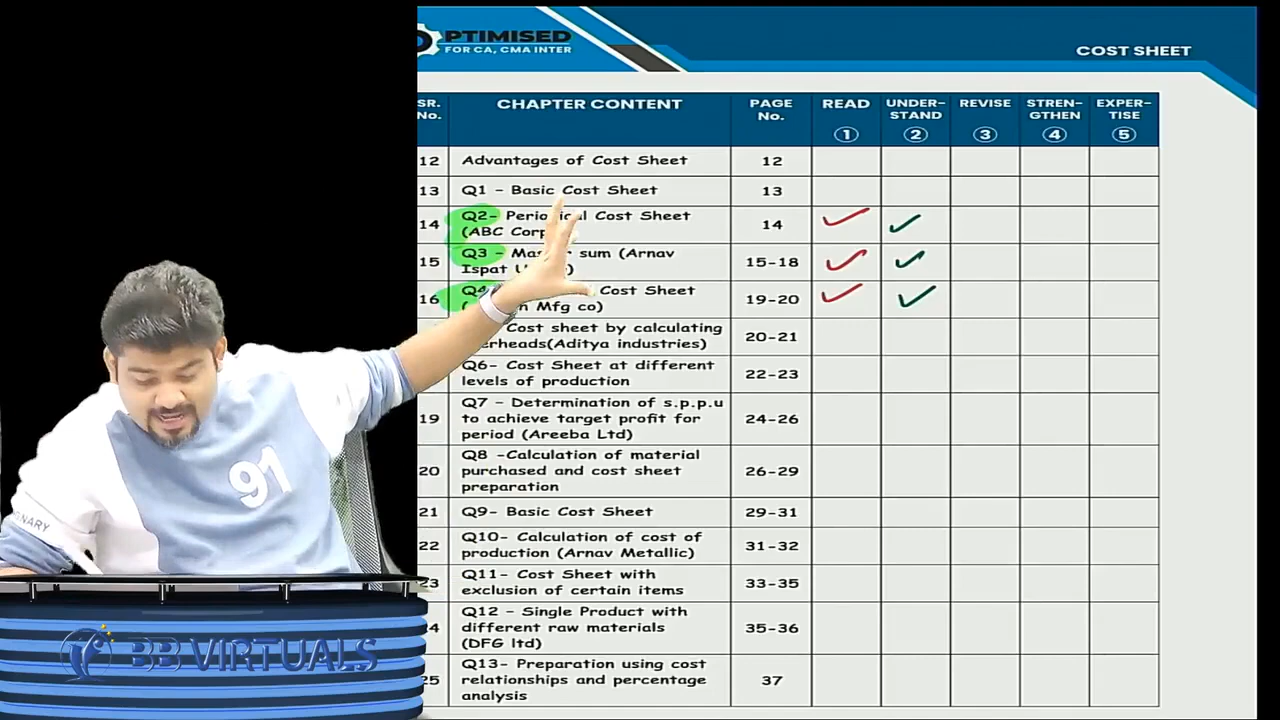 PTIMISED
FOR CA, CMA INTER
COST SHEET
SR. No.
CHAPTER CONTENT
PAGE No.
READ ①
UNDER-STAND ②
REVISE ③
STREN-GTHEN ④
EXPER-TISE ⑤
12 Advantages of Cost Sheet 12
13 Q1 - Basic Cost Sheet 13
14 Q2- Cost Sheet 14
(ABC
15 Q3 - sum (Arnav 15-18
Ispat
16 Cost Sheet 19-20
Mfg co)
Cost sheet by calculating 20-21
(Aditya industries)
Q6- Cost Sheet at different 22-23
levels of production
19 Q7 - Determination of s.p.p.u 24-26
to achieve target profit for
period (Areeba Ltd)
20 Q8 -Calculation of material 26-29
purchased and cost sheet
preparation
21 Q9- Basic Cost Sheet 29-31
22 Q10- Calculation of cost of 31-32
production (Arnav Metallic)
23 Q11- Cost Sheet with 33-35
exclusion of certain items
Q12 - Single Product with 35-36
different raw materials
(DFG ltd)
25 Q13- Preparation using cost 37
relationships and percentage
analysis
91
BB VIRTUALS